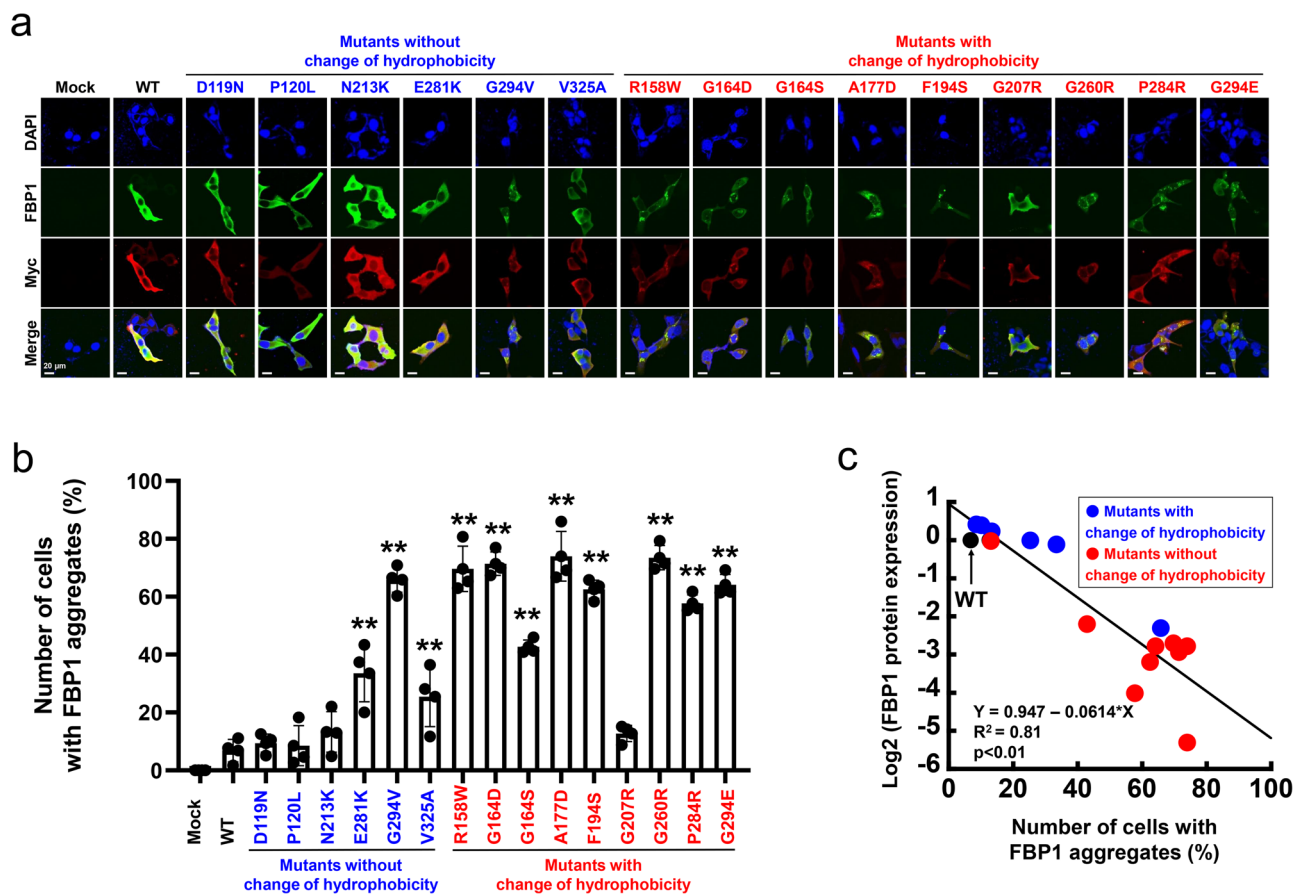 a
Mutants without
change of hydrophobicity
Mutants with
change of hydrophobicity
Mock WT D119N P120L N213K E281K G294V V325A R158W G164D G164S A177D F194S G207R G260R P284R G294E
DAPI
FBP1
Myc
Merge
20 μm
b
Number of cells
with FBP1 aggregates (%)
100
80
60
40
20
0
** ** ** ** ** ** ** ** ** ** **
Mock WT D119N P120L N213K E281K G294V V325A R158W G164D G164S A177D F194S G207R G260R P284R G294E
Mutants without
change of hydrophobicity
Mutants with
change of hydrophobicity
c
Log2 (FBP1 protein expression)
1
0
-1
-2
-3
-4
-5
-6
Mutants with
change of hydrophobicity
Mutants without
change of hydrophobicity
WT
Y = 0.947 – 0.0614*X
R2 = 0.81
p<0.01
0 20 40 60 80 100
Number of cells with
FBP1 aggregates (%)